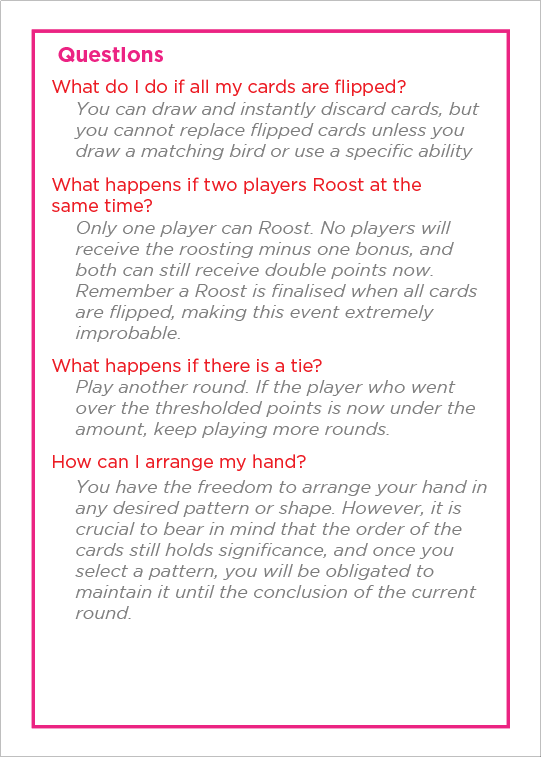 Questions
What do I do if all my cards are flipped?
You can draw and instantly discard cards, but
you cannot replace flipped cards unless you
draw a matching bird or use a specific ability
What happens if two players Roost at the
same time?
Only one player can Roost. No players will
receive the roosting minus one bonus, and
both can still receive double points now.
Remember a Roost is finalised when all cards
are flipped, making this event extremely
improbable.
What happens if there is a tie?
Play another round. If the player who went
over the thresholded points is now under the
amount, keep playing more rounds.
How can I arrange my hand?
You have the freedom to arrange your hand in
any desired pattern or shape. However, it is
crucial to bear in mind that the order of the
cards still holds significance, and once you
select a pattern, you will be obligated to
maintain it until the conclusion of the current
round.